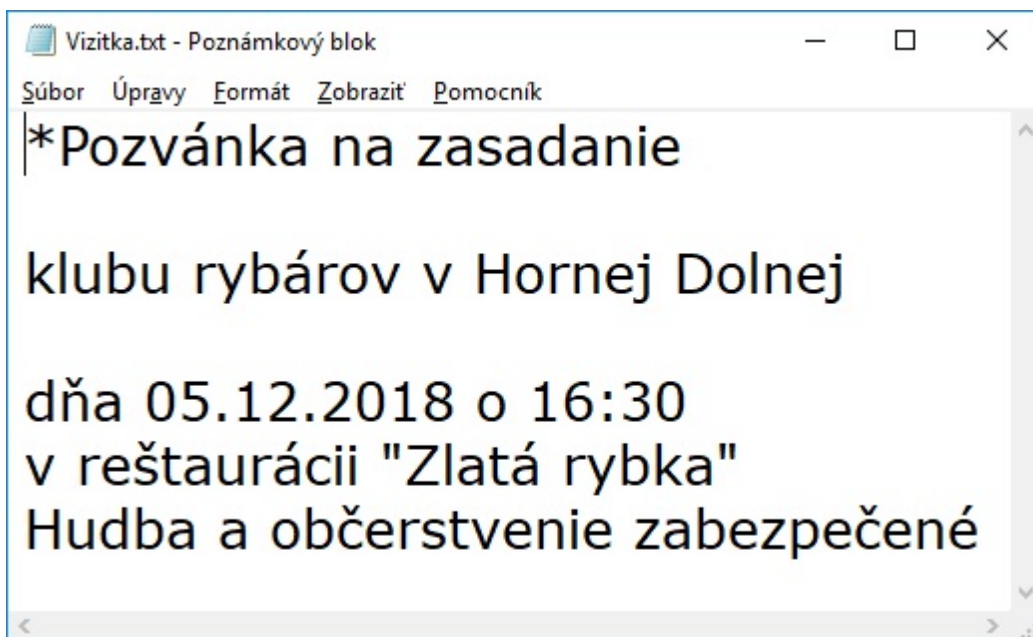 Vizitka.txt - Poznámkový blok
Súbor Úpravy Formát Zobraziť Pomocník
*Pozvánka na zasadanie
klubu rybárov v Hornej Dolnej
dňa 05.12.2018 o 16:30
v reštaurácii "Zlatá rybka"
Hudba a občerstvenie zabezpečené